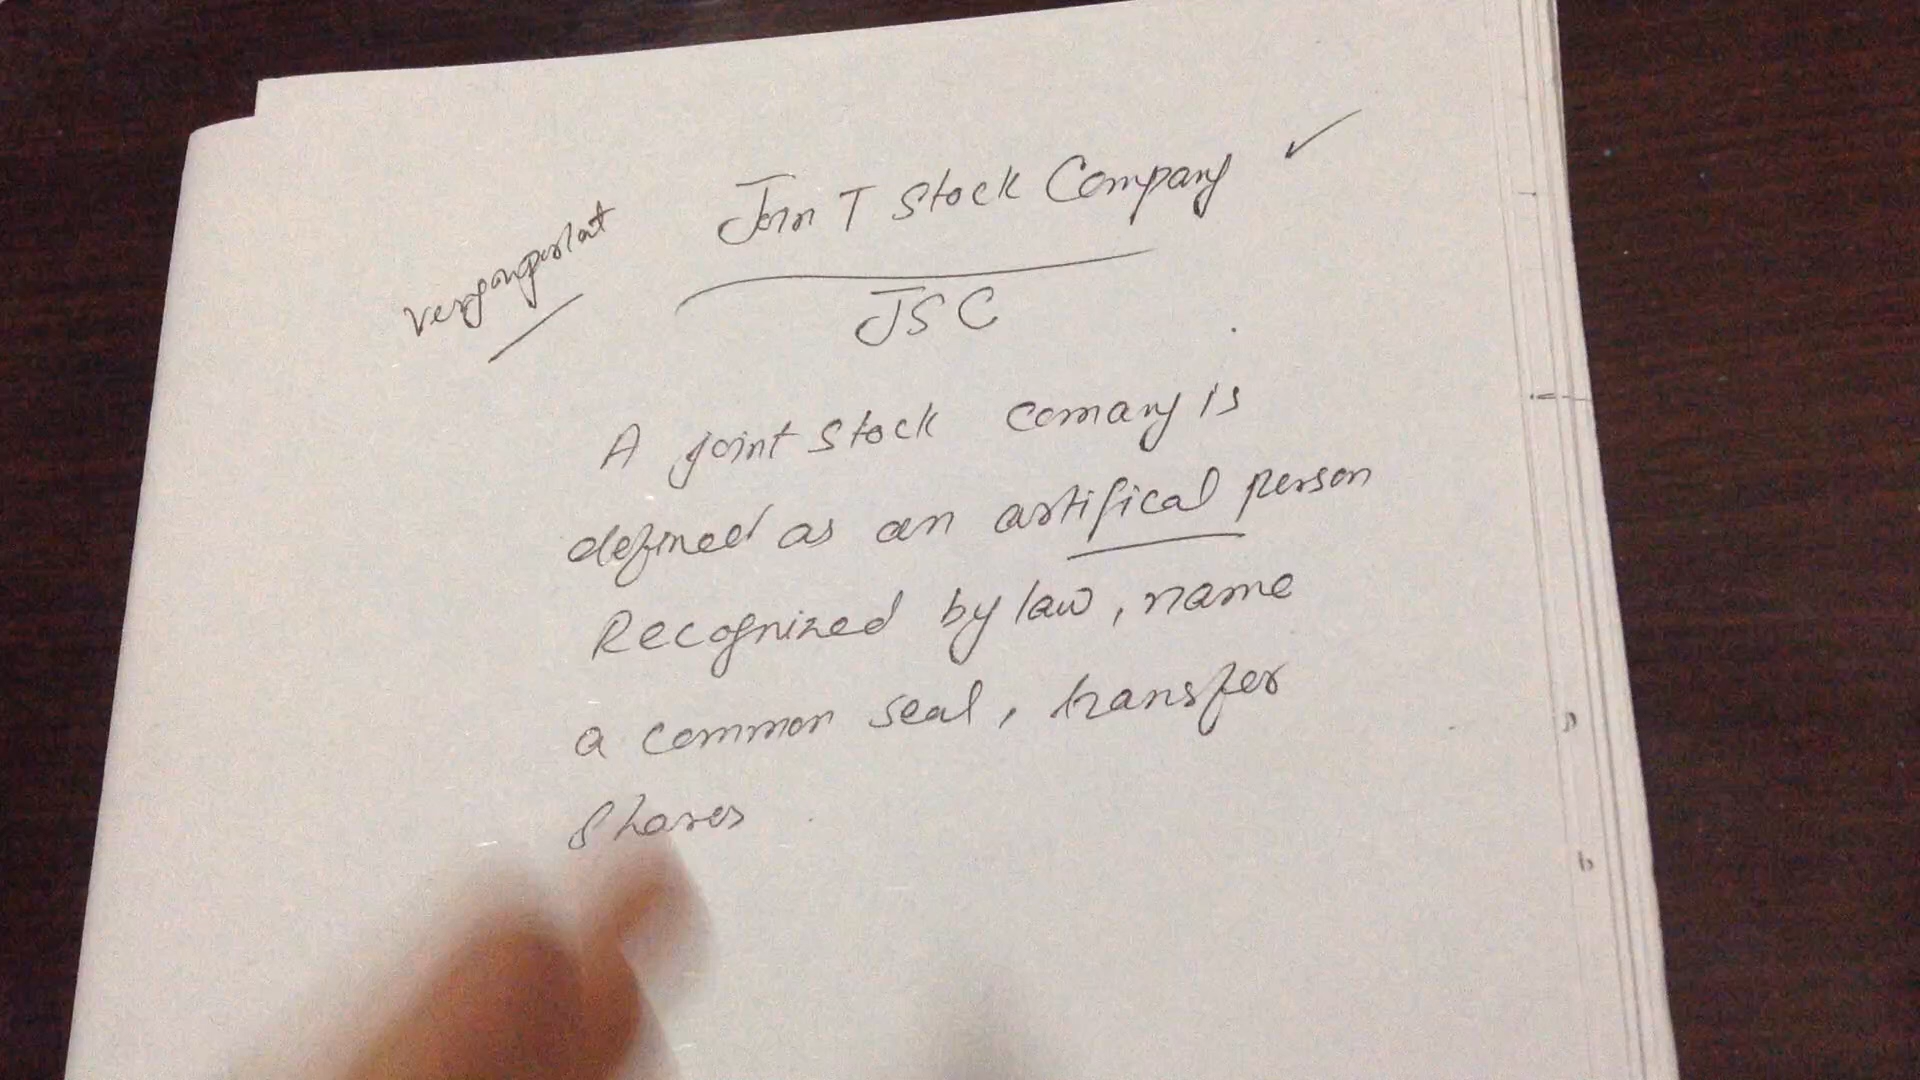 Join T Stock Company
JSC
A joint stock comany is
defined as an artifical person
Recognized by law, name
a common seal, transfer
shares